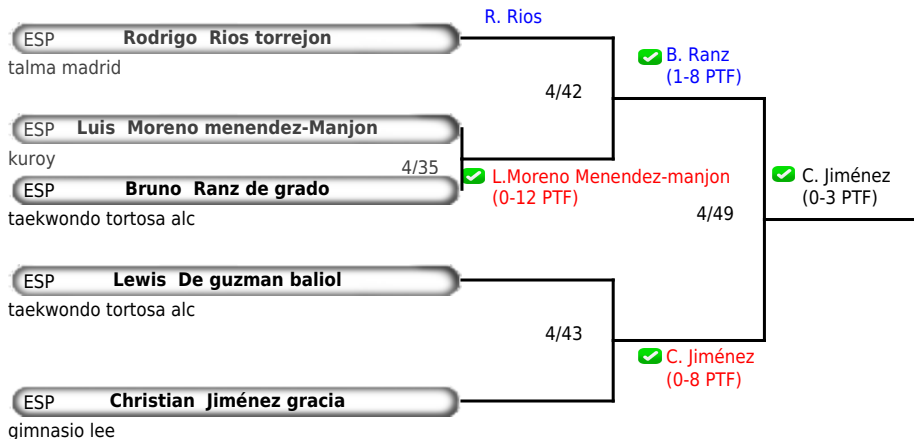 R. Rios
ESP Rodrigo Rios torrejon
talma madrid
B. Ranz
(1-8 PTF)
4/42
ESP Luis Moreno menendez-Manjon
kuroy
4/35
ESP Bruno Ranz de grado
taekwondo tortosa alc
L.Moreno Menendez-manjon
(0-12 PTF)
C. Jiménez
(0-3 PTF)
4/49
ESP Lewis De guzman baliol
taekwondo tortosa alc
4/43
C. Jiménez
(0-8 PTF)
ESP Christian Jiménez gracia
gimnasio lee